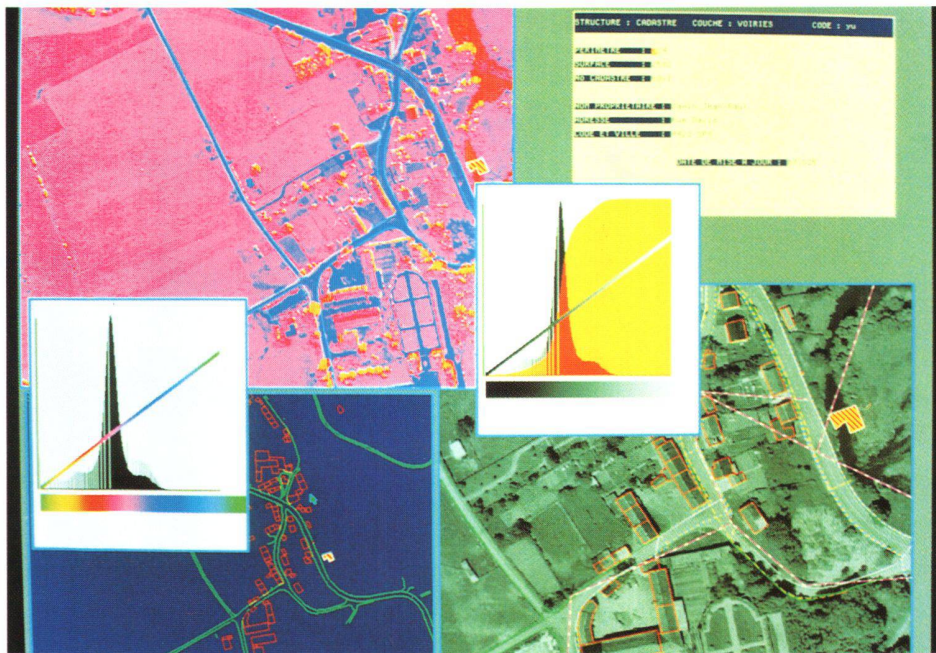 STRUCTURE : CADASTRE COUCHE : VOIRIES CODE :
PERIMETRE :
SURFACE :
NO CADASTRE :
NOM PROPRIETAIRE :
ADRESSE :
CODE ET VILLE :
DATE DE MISE A JOUR :